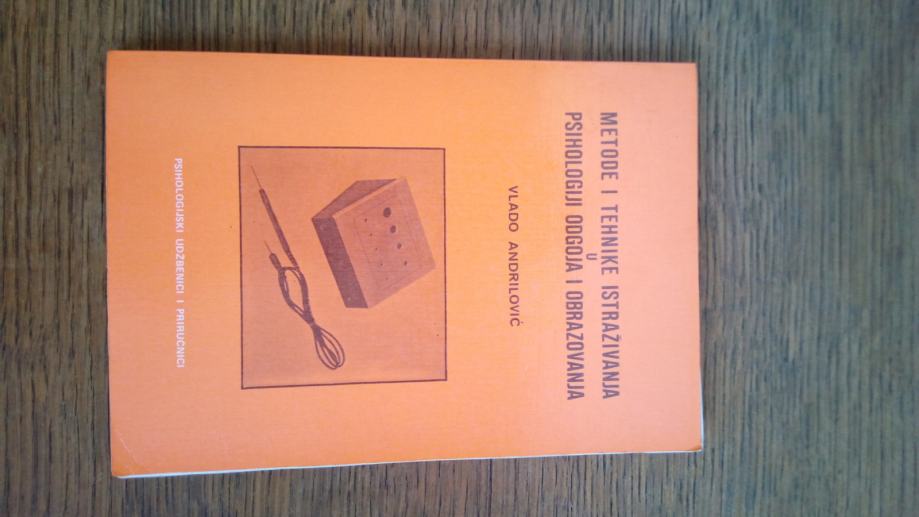 METODE I TEHNIKE ISTRAŽIVANJA
U
PSIHOLOGIJI ODGOJA I OBRAZOVANJA
VLADO ANDRILOVIĆ
PSIHOLOGIJSKI UDŽBENICI I PRIRUČNICI